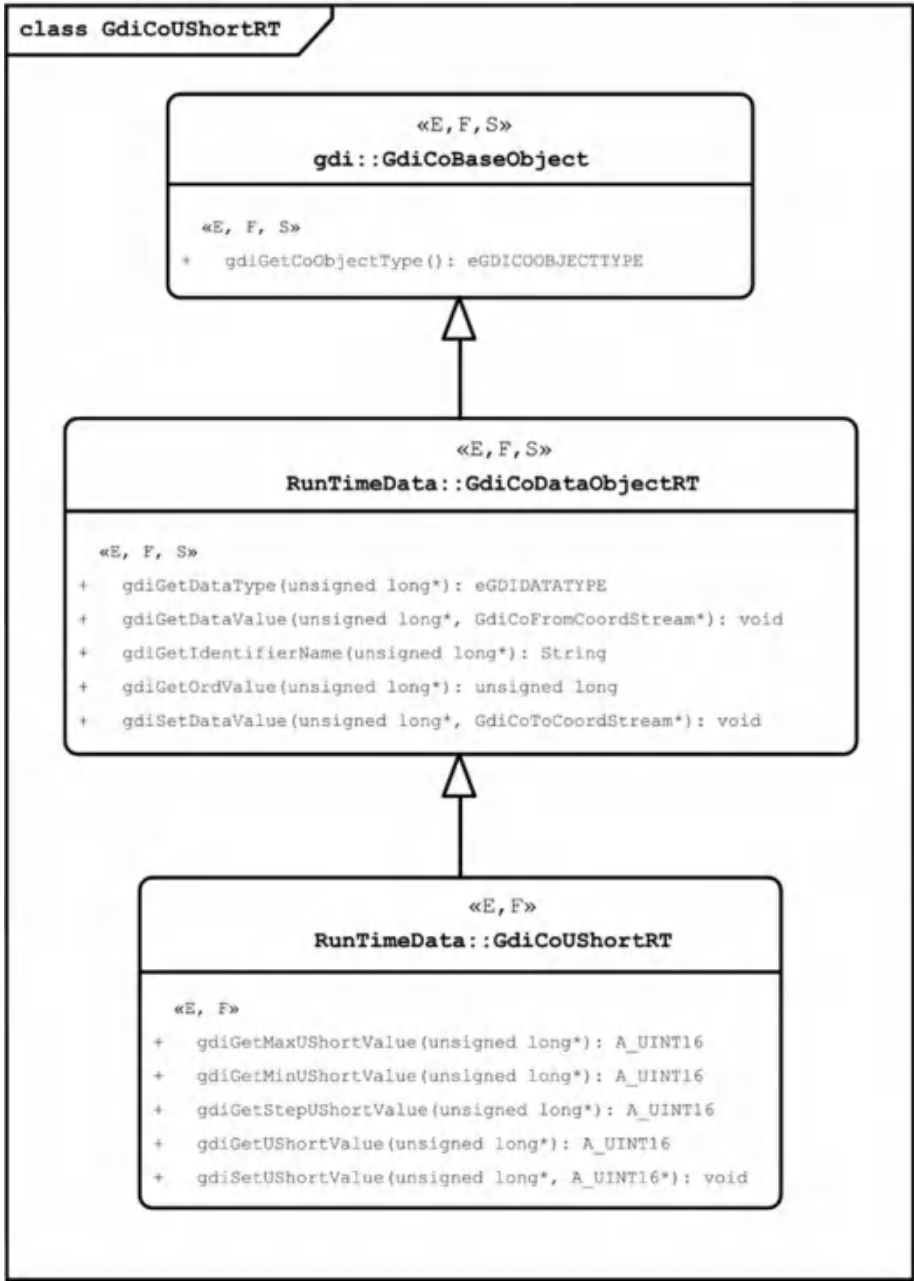 class GdiCoUShortRT
«E,F,S»
gdi::GdiCoBaseObject
«E, F, S»
+ gdiGetCoObjectType(): eGDICOOBJECTTYPE
«E,F,S»
RunTimeData::GdiCoDataObjectRT
«E, F, S»
+ gdiGetDataType(unsigned long*): eGDIDATATYPE
+ gdiGetDataValue(unsigned long*, GdiCoFromCoordStream*): void
+ gdiGetIdentifierName(unsigned long*): String
+ gdiGetOrdValue(unsigned long*): unsigned long
+ gdiSetDataValue(unsigned long*, GdiCoToCoordStream*): void
«E,F»
RunTimeData::GdiCoUShortRT
«E, F»
+ gdiGetMaxUShortValue(unsigned long*): A_UINT16
+ gdiGetMinUShortValue(unsigned long*): A_UINT16
+ gdiGetStepUShortValue(unsigned long*): A_UINT16
+ gdiGetUShortValue(unsigned long*): A_UINT16
+ gdiSetUShortValue(unsigned long*, A_UINT16*): void